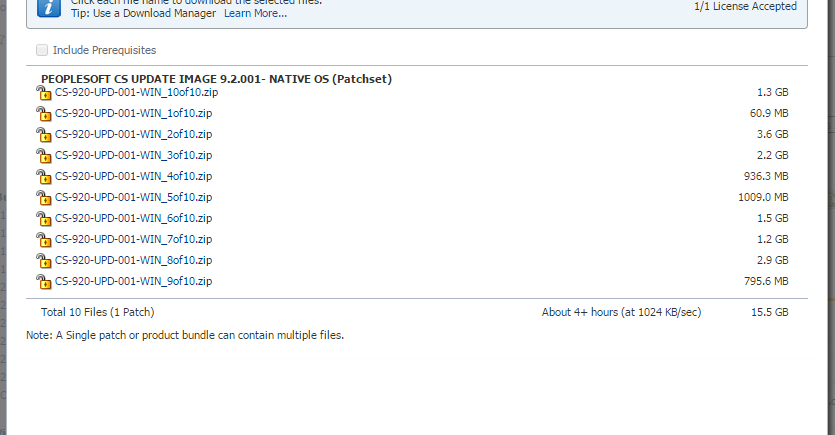 Click each file name to download the selected files.
Tip: Use a Download Manager Learn More...
1/1 License Accepted
Include Prerequisites
PEOPLESOFT CS UPDATE IMAGE 9.2.001- NATIVE OS (Patchset)
CS-920-UPD-001-WIN_10of10.zip 1.3 GB
CS-920-UPD-001-WIN_1of10.zip 60.9 MB
CS-920-UPD-001-WIN_2of10.zip 3.6 GB
CS-920-UPD-001-WIN_3of10.zip 2.2 GB
CS-920-UPD-001-WIN_4of10.zip 936.3 MB
CS-920-UPD-001-WIN_5of10.zip 1009.0 MB
CS-920-UPD-001-WIN_6of10.zip 1.5 GB
CS-920-UPD-001-WIN_7of10.zip 1.2 GB
CS-920-UPD-001-WIN_8of10.zip 2.9 GB
CS-920-UPD-001-WIN_9of10.zip 795.6 MB
Total 10 Files (1 Patch) About 4+ hours (at 1024 KB/sec) 15.5 GB
Note: A Single patch or product bundle can contain multiple files.